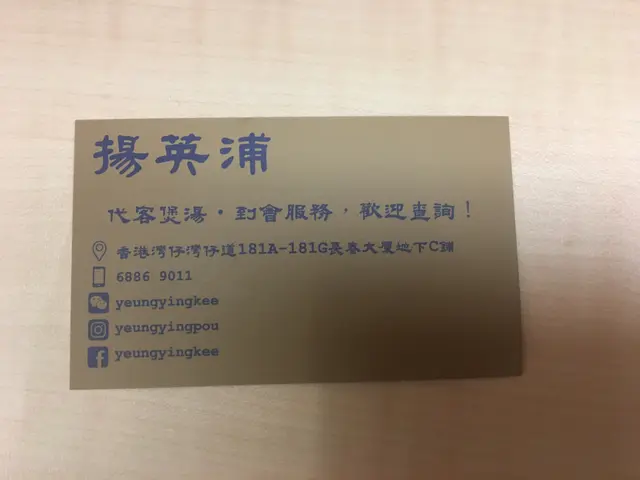 揚英浦
代客煲湯・到會服務，歡迎查詢！
香港灣仔灣仔道181A-181G長春大廈地下C舖
6886 9011
yeungyingkee
yeungyingpou
yeungyingkee